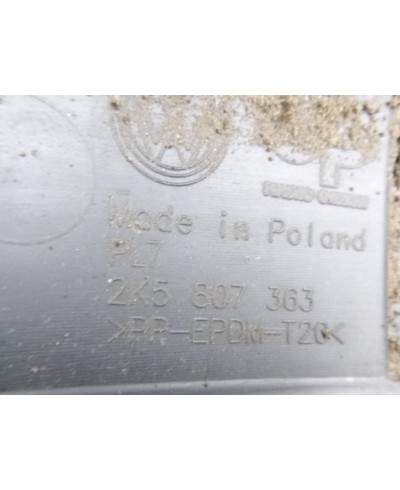 Made in Poland
PL7
2K5 807 363
>PP-EPDM-T20<